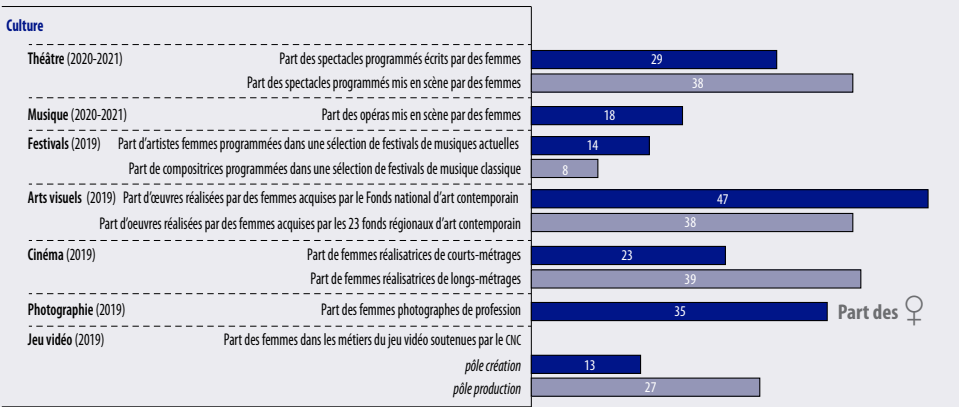 Culture
Théâtre (2020-2021) Part des spectacles programmés écrits par des femmes 29
Part des spectacles programmés mis en scène par des femmes 38
Musique (2020-2021) Part des opéras mis en scène par des femmes 18
Festivals (2019) Part d'artistes femmes programmées dans une sélection de festivals de musiques actuelles 14
Part de compositrices programmées dans une sélection de festivals de musique classique 8
Arts visuels (2019) Part d'œuvres réalisées par des femmes acquises par le Fonds national d'art contemporain 47
Part d'oeuvres réalisées par des femmes acquises par les 23 fonds régionaux d'art contemporain 38
Cinéma (2019) Part de femmes réalisatrices de courts-métrages 23
Part de femmes réalisatrices de longs-métrages 39
Photographie (2019) Part des femmes photographes de profession 35 Part des ♀
Jeu vidéo (2019) Part des femmes dans les métiers du jeu vidéo soutenues par le CNC
pôle création 13
pôle production 27